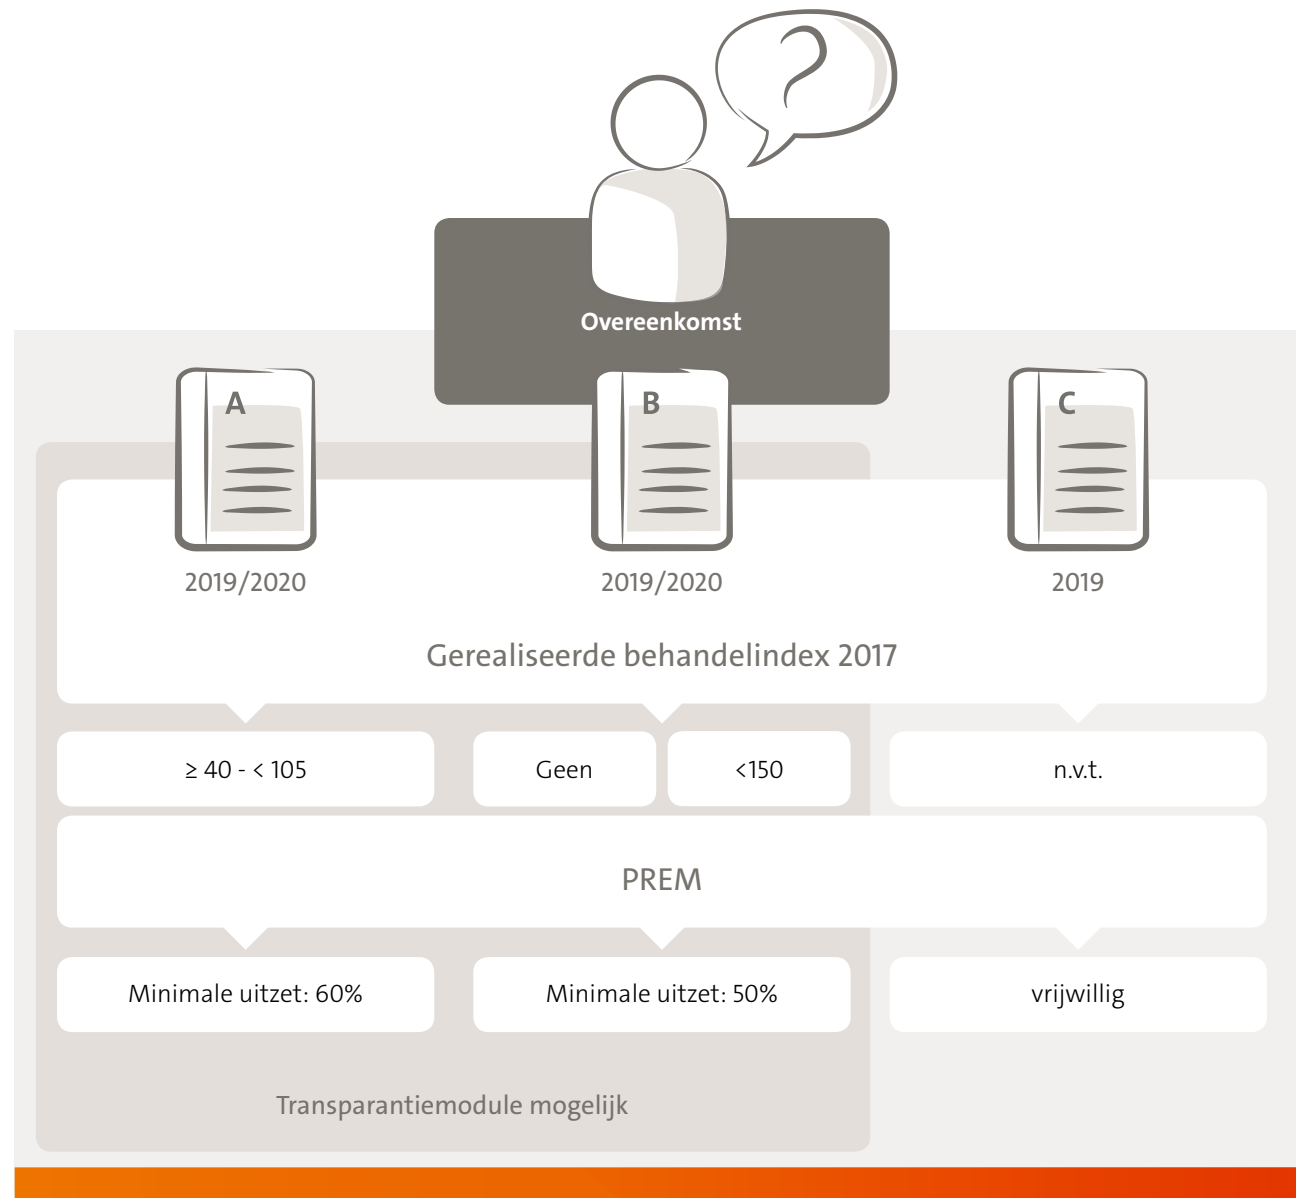 ?
Overeenkomst
A
B
C
2019/2020
2019/2020
2019
Gerealiseerde behandelindex 2017
≥ 40 - < 105
Geen
<150
n.v.t.
PREM
Minimale uitzet: 60%
Minimale uitzet: 50%
vrijwillig
Transparantiemodule mogelijk